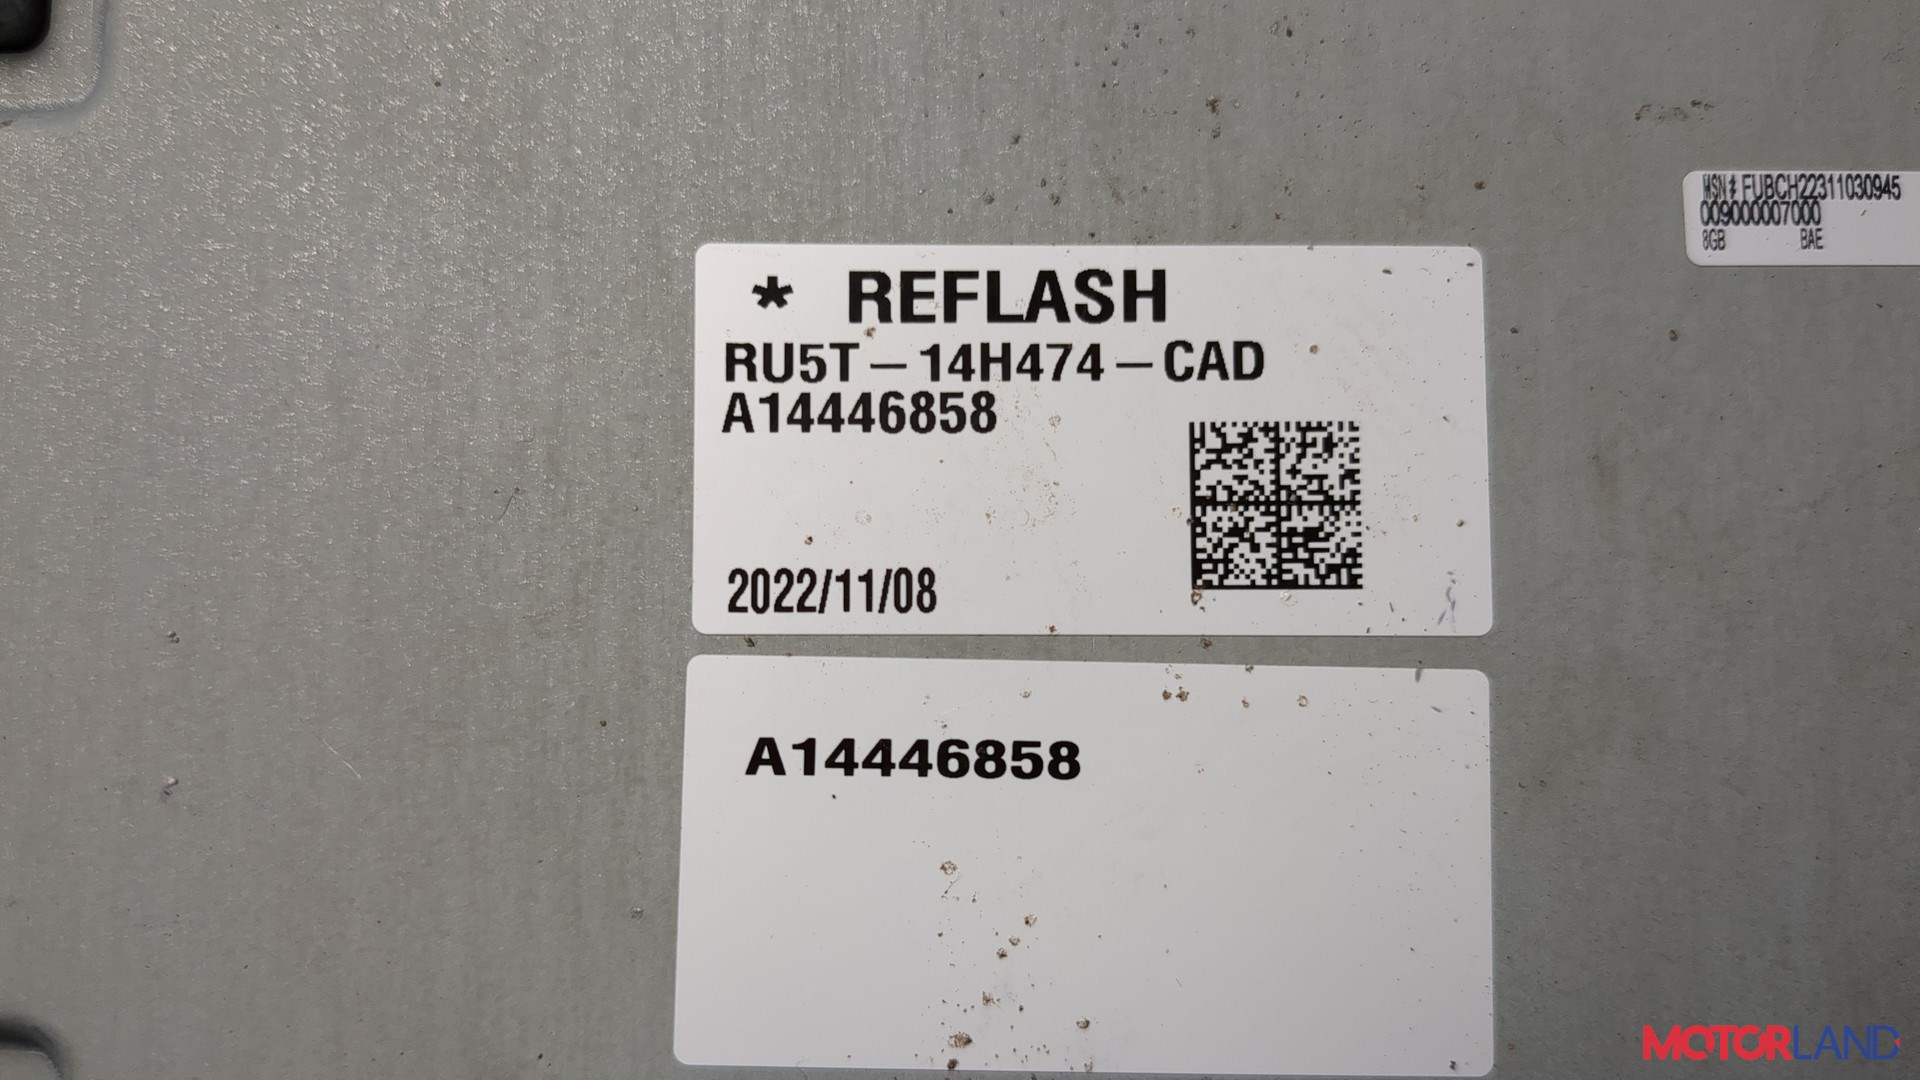 * REFLASH
RU5T-14H474-CAD
A14446858
2022/11/08
A14446858
MSN# FUBCH22311030945
009000007000
8GB BAE
MOTORLAND